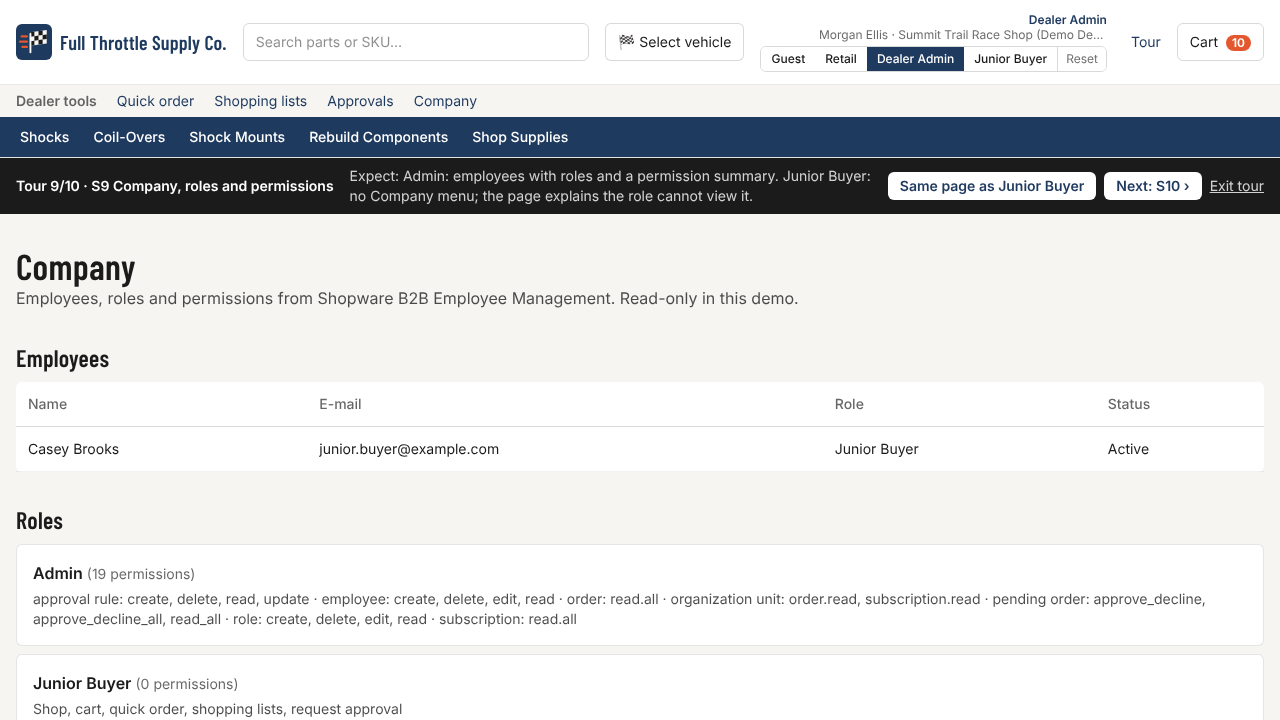 Full Throttle Supply Co.
Search parts or SKU...
Select vehicle
Dealer Admin
Morgan Ellis · Summit Trail Race Shop (Demo De...
Guest Retail Dealer Admin Junior Buyer Reset
Tour
Cart 10
Dealer tools Quick order Shopping lists Approvals Company
Shocks Coil-Overs Shock Mounts Rebuild Components Shop Supplies
Tour 9/10 · S9 Company, roles and permissions
Expect: Admin: employees with roles and a permission summary. Junior Buyer:
no Company menu; the page explains the role cannot view it.
Same page as Junior Buyer
Next: S10 ›
Exit tour
Company
Employees, roles and permissions from Shopware B2B Employee Management. Read-only in this demo.
Employees
Name E-mail Role Status
Casey Brooks junior.buyer@example.com Junior Buyer Active
Roles
Admin (19 permissions)
approval rule: create, delete, read, update · employee: create, delete, edit, read · order: read.all · organization unit: order.read, subscription.read · pending order: approve_decline,
approve_decline_all, read_all · role: create, delete, edit, read · subscription: read.all
Junior Buyer (0 permissions)
Shop, cart, quick order, shopping lists, request approval